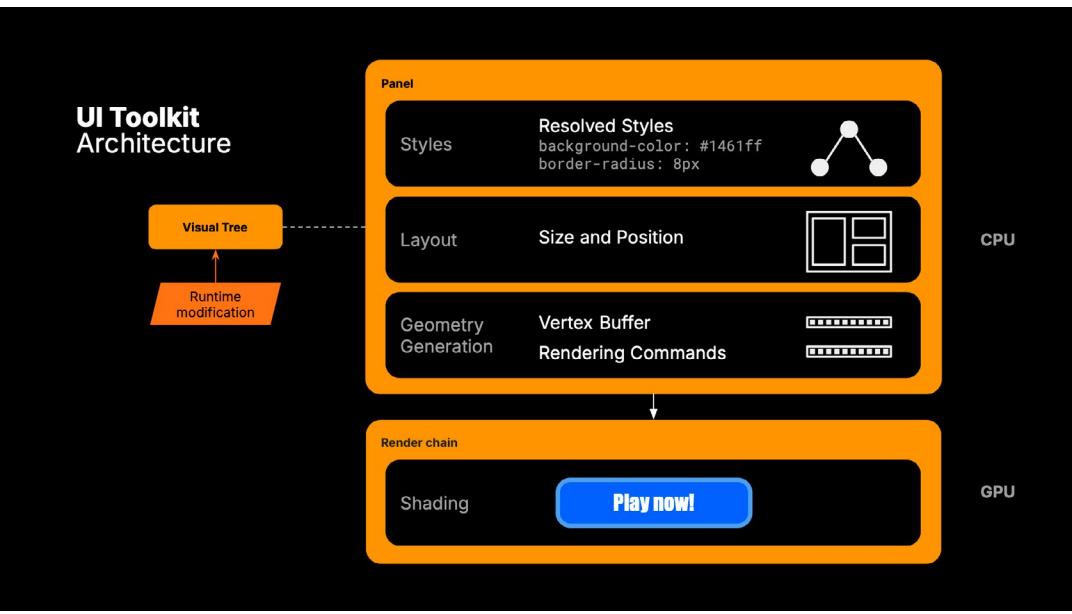 UI Toolkit
Architecture
Visual Tree
Runtime
modification
Panel
Styles
Resolved Styles
background-color: #1461ff
border-radius: 8px
Layout
Size and Position
Geometry
Generation
Vertex Buffer
Rendering Commands
CPU
Render chain
Shading
Play now!
GPU